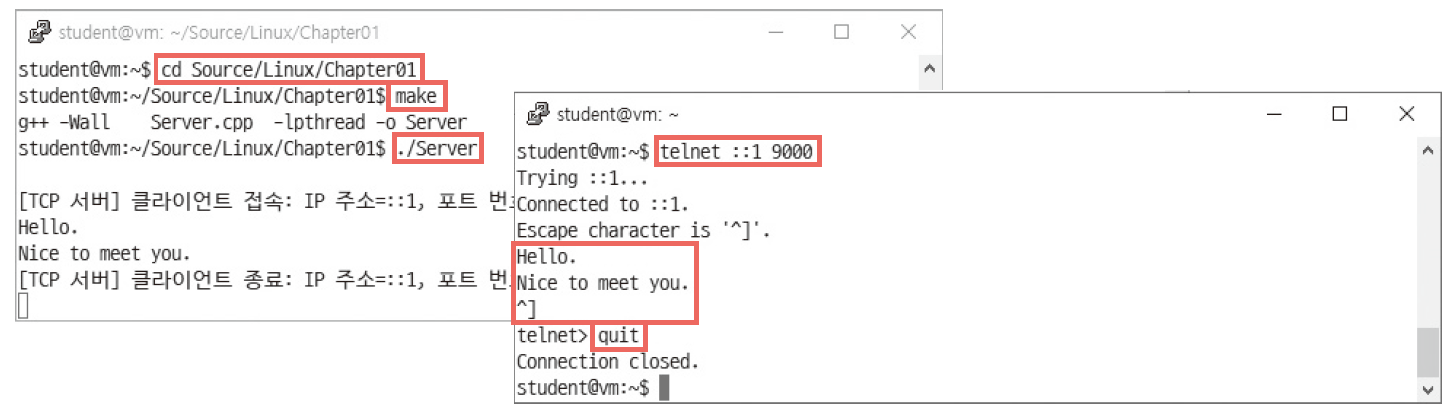 student@vm: ~/Source/Linux/Chapter01
student@vm:~$ cd Source/Linux/Chapter01
student@vm:~/Source/Linux/Chapter01$ make
g++ -Wall    Server.cpp  -lpthread -o Server
student@vm:~/Source/Linux/Chapter01$ ./Server
[TCP 서버] 클라이언트 접속: IP 주소=::1, 포트
Hello.
Nice to meet you.
[TCP 서버] 클라이언트 종료: IP 주소=::1, 포트
student@vm: ~
student@vm:~$ telnet ::1 9000
Trying ::1...
Connected to ::1.
Escape character is '^]'.
Hello.
Nice to meet you.
^]
telnet> quit
Connection closed.
student@vm:~$